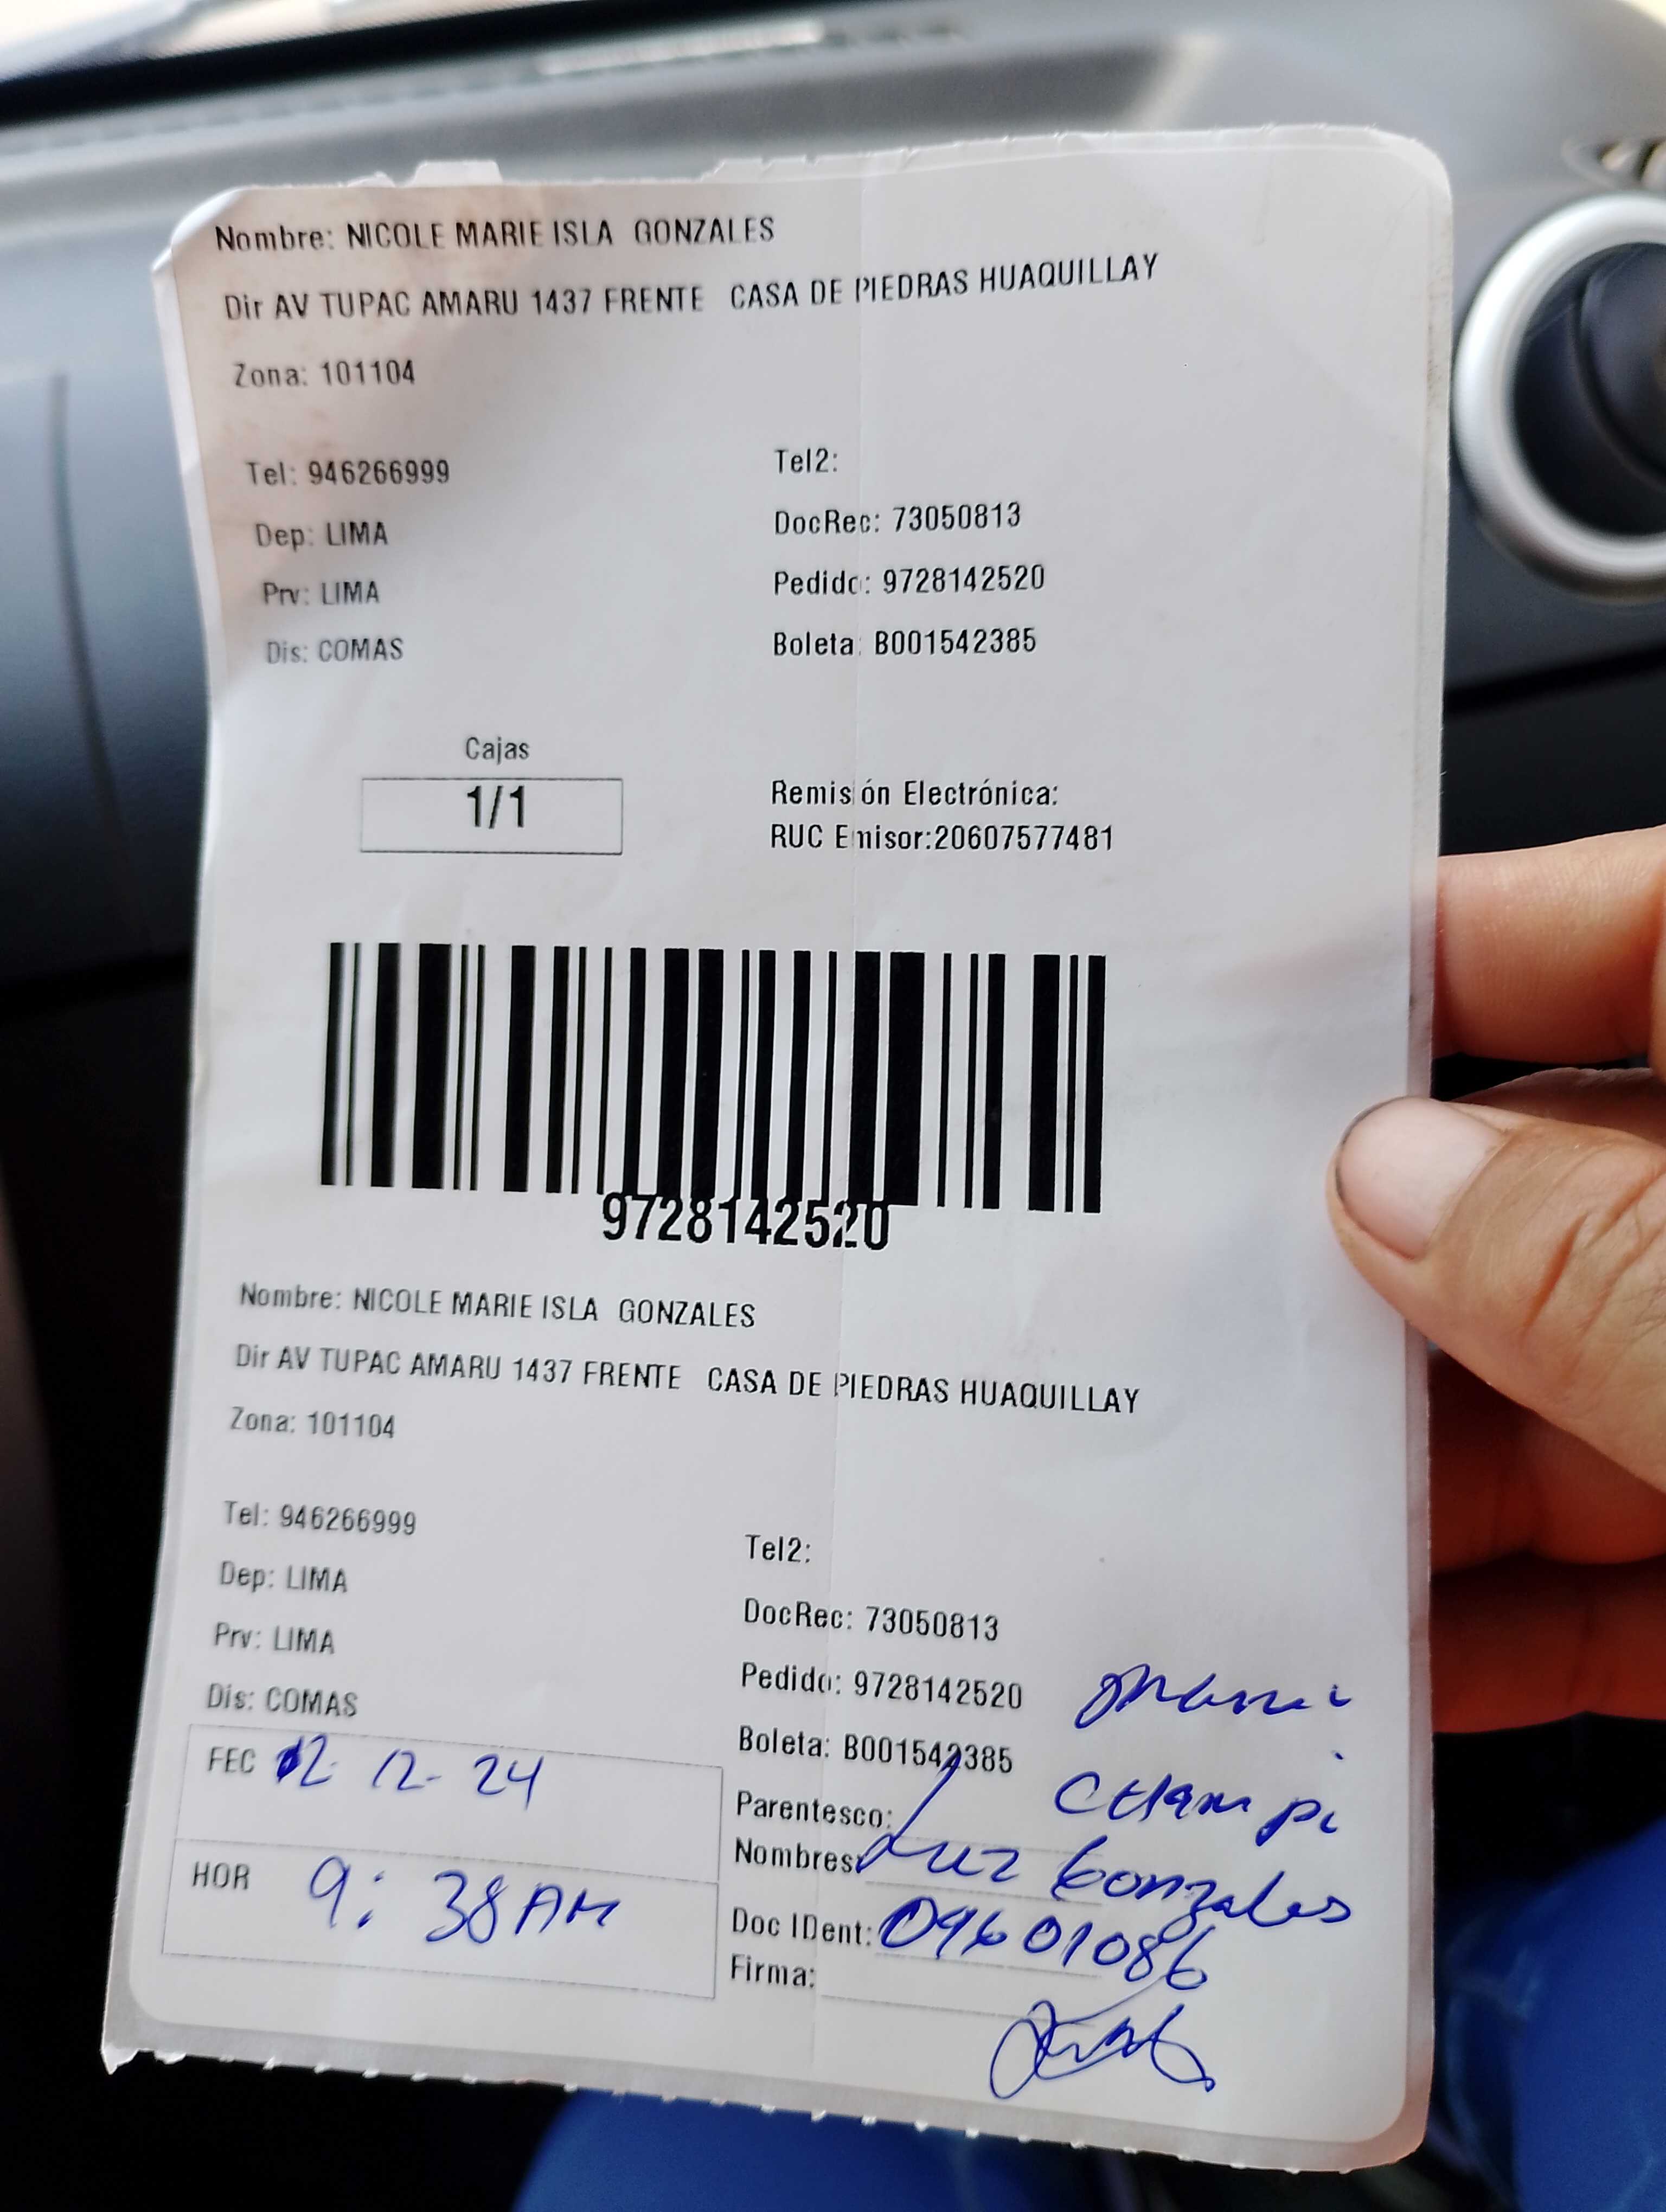 Nombre: NICOLE MARIE ISLA GONZALES
Dir AV TUPAC AMARU 1437 FRENTE CASA DE PIEDRAS HUAQUILLAY
Zona: 101104
Tel: 946266999
Tel2:
Dep: LIMA
DocRec: 73050813
Prv: LIMA
Pedido: 9728142520
Dis: COMAS
Boleta: B001542385
Cajas
1/1
Remisión Electrónica:
RUC Emisor:20607577481
9728142520
Nombre: NICOLE MARIE ISLA GONZALES
Dir AV TUPAC AMARU 1437 FRENTE CASA DE PIEDRAS HUAQUILLAY
Zona: 101104
Tel: 946266999
Tel2:
Dep: LIMA
DocRec: 73050813
Prv: LIMA
Pedido: 9728142520
Dis: COMAS
Boleta: B001542385
FEC 12-12-24
Parentesco:
Nombres: Luz Gonzales
HOR 9:38 AM
Doc IDent: 09601086
Firma: